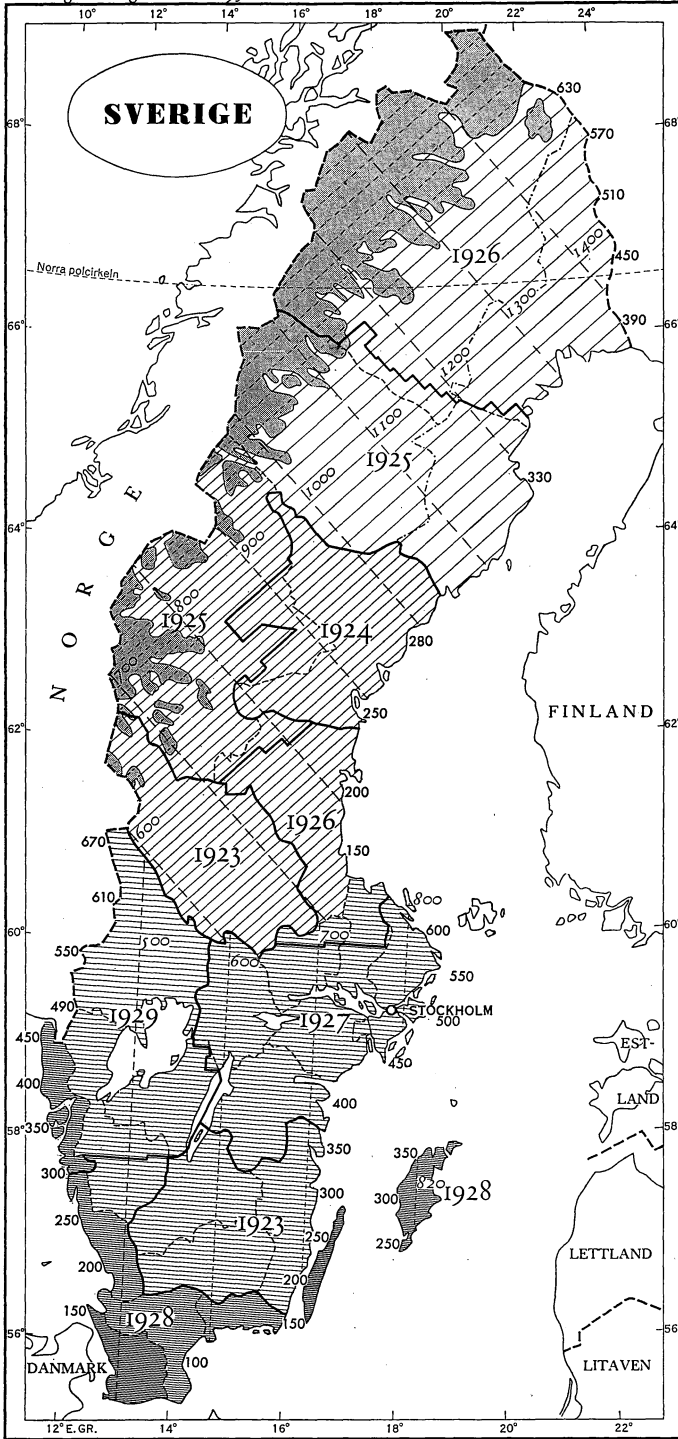 10° 12° 14° 16° 18° 20° 22° 24°
SVERIGE
68° 630 68°
570
510
1926 1400 450
Norra polcirkeln
1300
66° 390 66°
1200
1100
1925 330
1000
64° 900 64°
NORGE
800
1925 1924 280
250
62° FINLAND 62°
200
600 1926
670 1923 150
610 800
60° 500 700 600 60°
550 600 550
490 1929 1927 STOCKHOLM
450 500
450 EST-
400 400 LAND
58° 350 350 350 58°
300 820 1928
300 300
250 1923 250 250
LETTLAND
200 200
150 1928 150
56° 56°
DANMARK 100 LITAVEN
12° E.GR. 14° 16° 18° 20° 22°